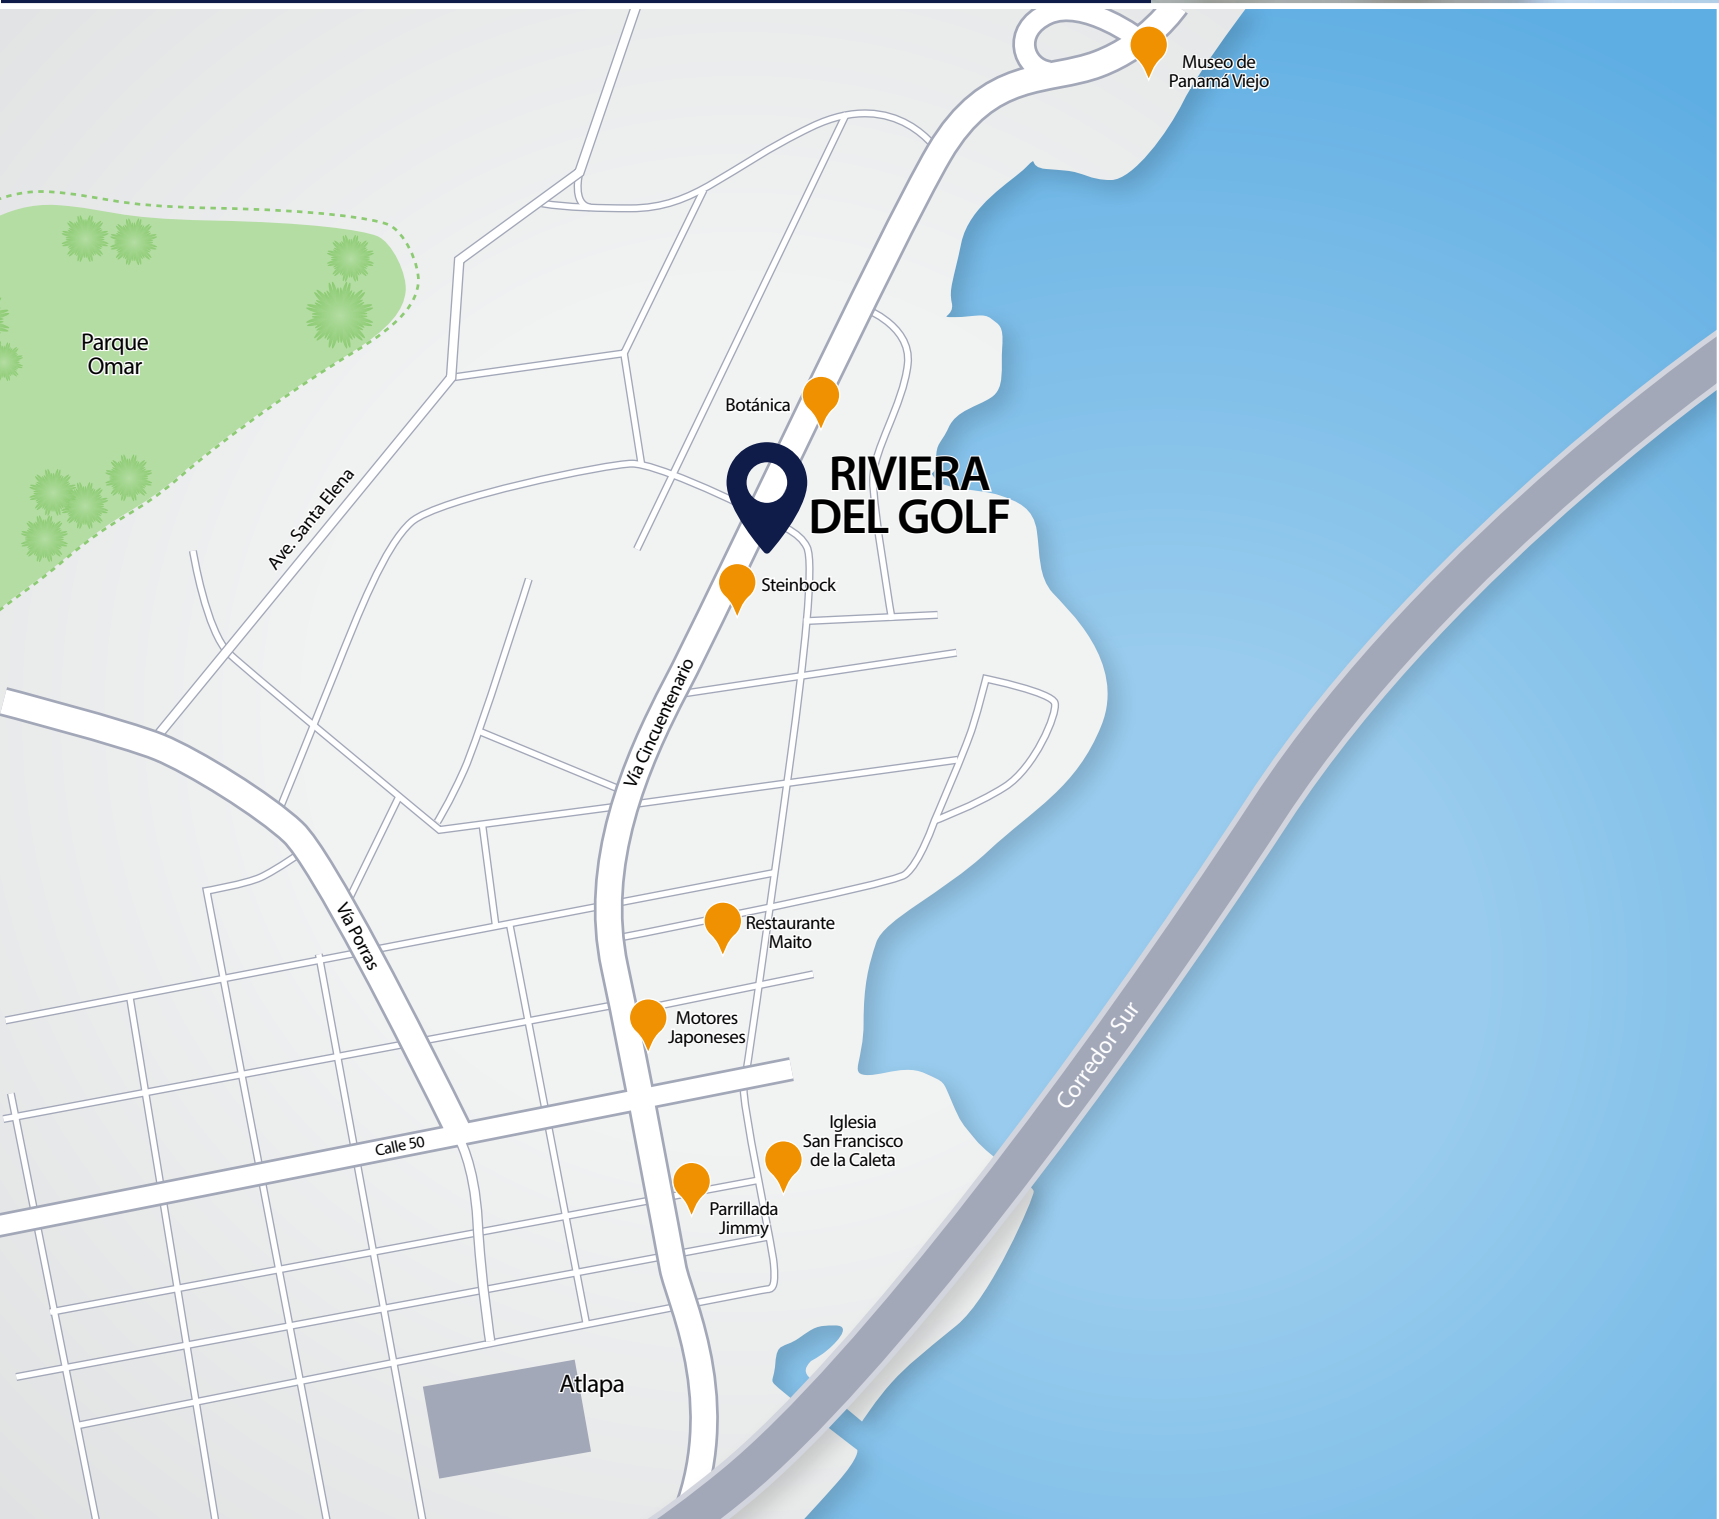 Museo de
Panamá Viejo
Parque
Omar
Botánica
RIVIERA
DEL GOLF
Ave. Santa Elena
Steinbock
Vía Cincuentenario
Vía Porras
Restaurante
Maito
Motores
Japoneses
Corredor Sur
Calle 50
Iglesia
San Francisco
de la Caleta
Parrillada
Jimmy
Atlapa